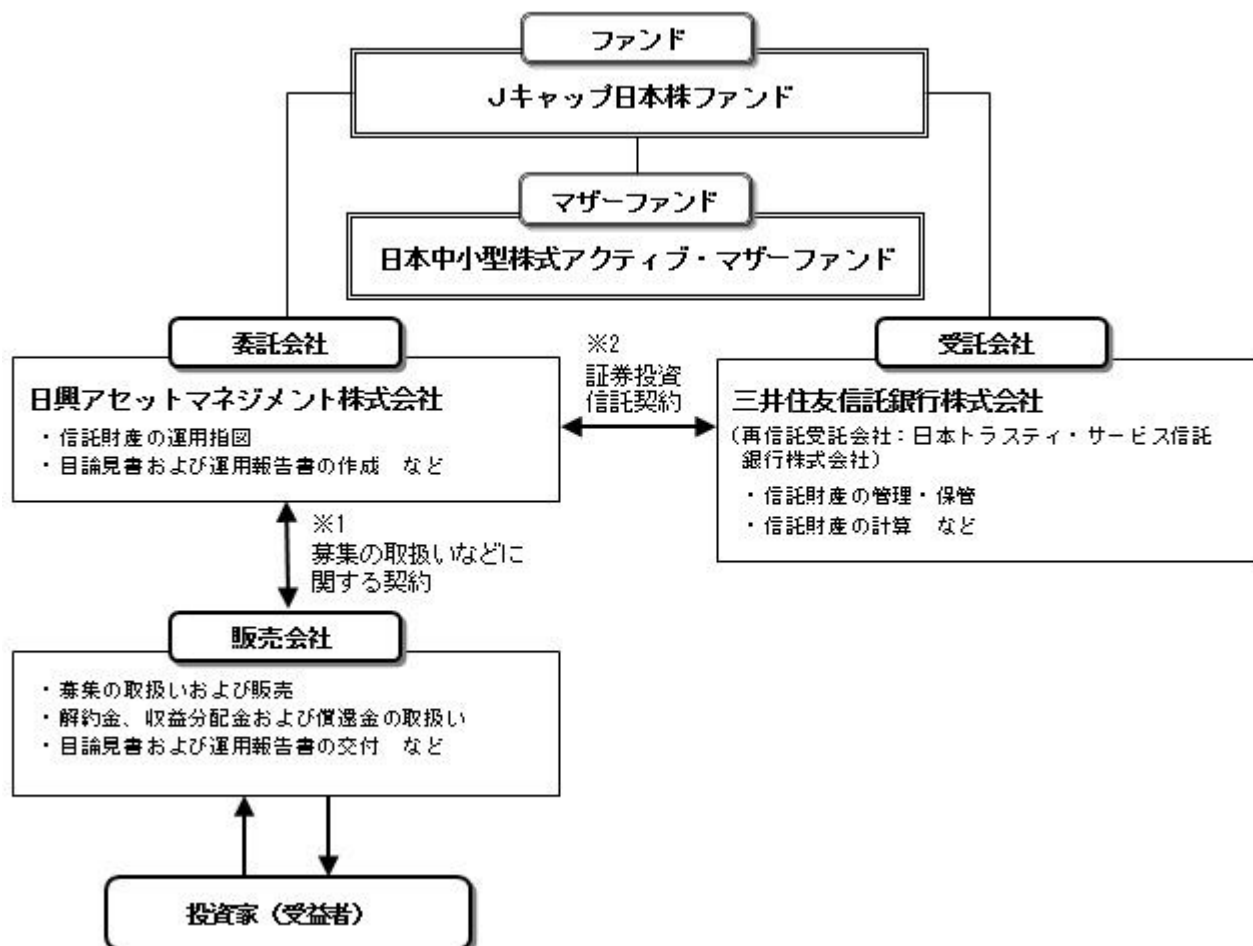 ファンド
Jキャップ日本株ファンド
マザーファンド
日本中小型株式アクティブ・マザーファンド
委託会社
日興アセットマネジメント株式会社
・信託財産の運用指図
・目論見書および運用報告書の作成　など
※2
証券投資
信託契約
受託会社
三井住友信託銀行株式会社
(再信託受託会社：日本トラスティ・サービス信託
銀行株式会社)
・信託財産の管理・保管
・信託財産の計算　など
※1
募集の取扱いなどに
関する契約
販売会社
・募集の取扱いおよび販売
・解約金、収益分配金および償還金の取扱い
・目論見書および運用報告書の交付　など
投資家（受益者）